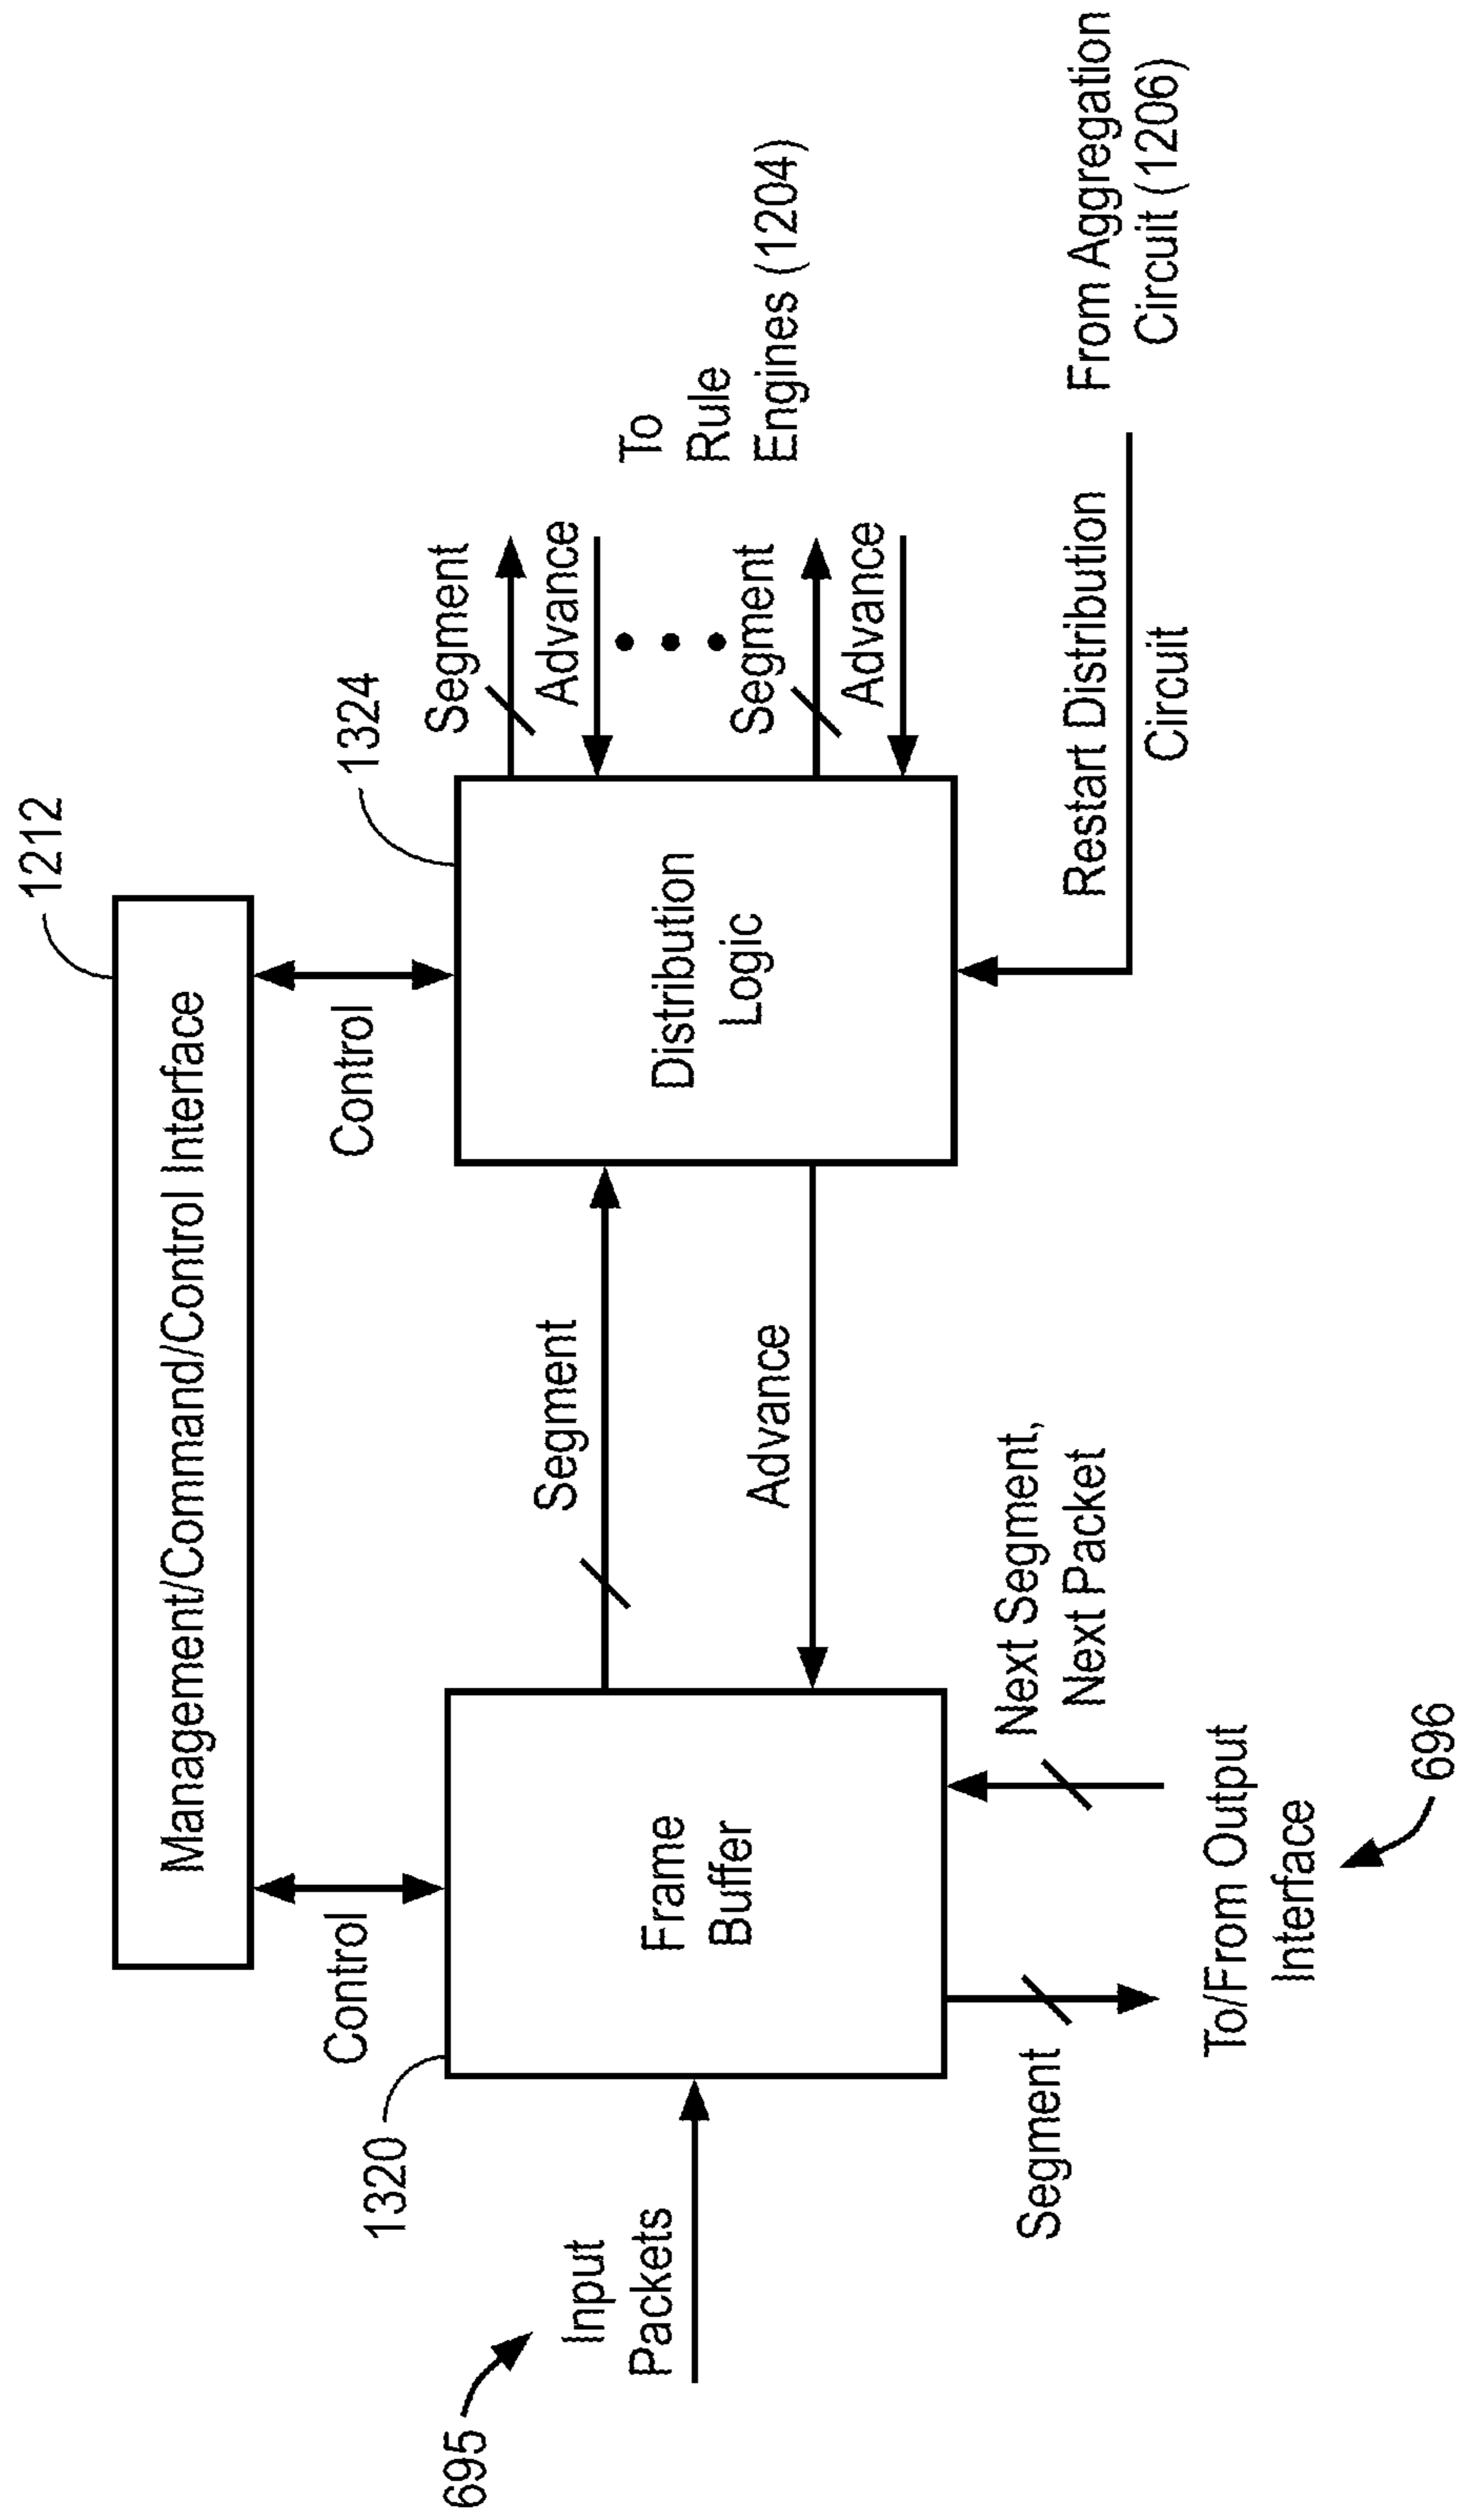 1212
Management/Command/Control Interface
1320
Control
Control
1324
695
Input
Packets
Frame
Buffer
Segment
Advance
Distribution
Logic
Segment
Advance
Segment
Advance
To
Rule
Engines (1204)
Segment
Next Segment,
Next Packet
To/From Output
Interface
696
Restart Distribution
Circuit
From Aggregation
Circuit (1206)